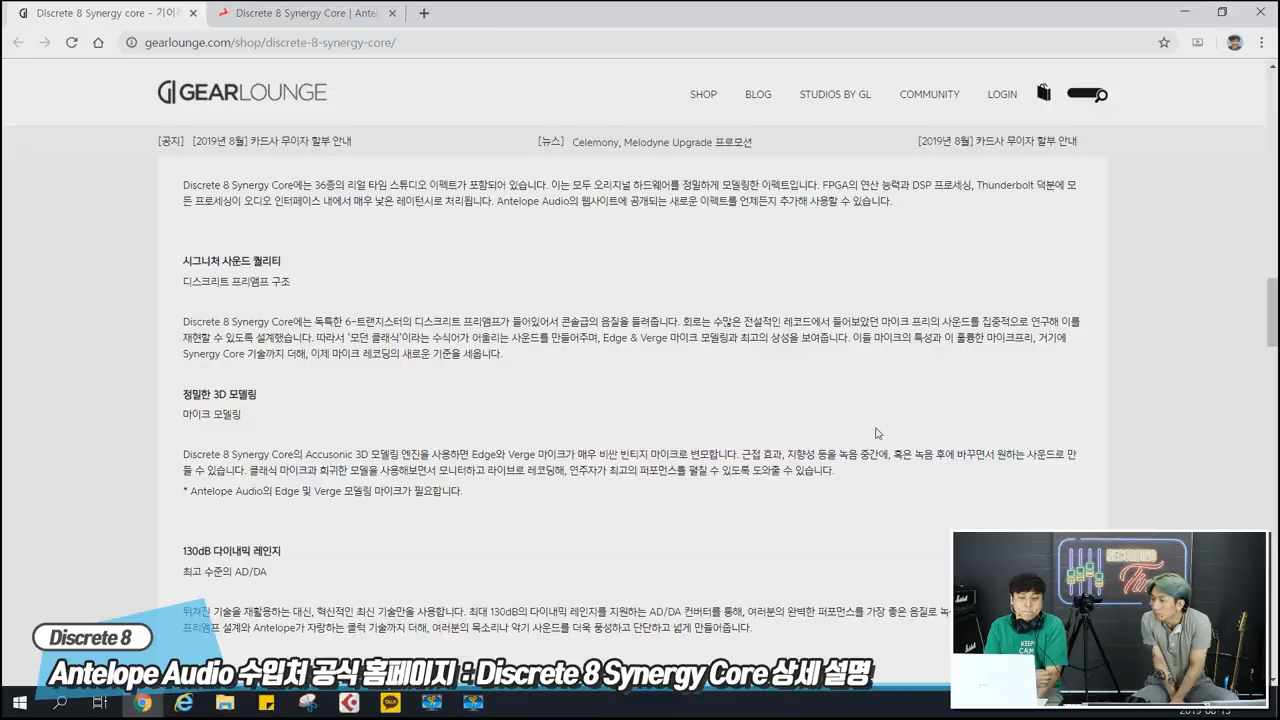 Discrete 8 Synergy core - 기어
Discrete 8 Synergy Core | Ante
gearlounge.com/shop/discrete-8-synergy-core/
GEARLOUNGE
SHOP
BLOG
STUDIOS BY GL
COMMUNITY
LOGIN
[공지] [2019년 8월] 카드사 무이자 할부 안내
[뉴스] Celemony, Melodyne Upgrade 프로모션
[2019년 8월] 카드사 무이자 할부 안내
Discrete 8 Synergy Core에는 36종의 리얼 타임 스튜디오 이펙트가 포함되어 있습니다. 이는 모두 오리지널 하드웨어를 정밀하게 모델링한 이펙트입니다. FPGA의 연산 능력과 DSP 프로세싱, Thunderbolt 덕분에 모
든 프로세싱이 오디오 인터페이스 내에서 매우 낮은 레이턴시로 처리됩니다. Antelope Audio의 웹사이트에 공개되는 새로운 이펙트를 언제든지 추가해 사용할 수 있습니다.
시그니처 사운드 퀄리티
디스크리트 프리앰프 구조
Discrete 8 Synergy Core에는 독특한 6-트랜지스터의 디스크리트 프리앰프가 들어있어서 콘솔급의 음질을 들려줍니다. 회로는 수많은 전설적인 레코드에서 들어보았던 마이크 프리의 사운드를 집중적으로 연구해 이를
재현할 수 있도록 설계했습니다. 따라서 '모던 클래식'이라는 수식어가 어울리는 사운드를 만들어주며, Edge & Verge 마이크 모델링과 최고의 상성을 보여줍니다. 이들 마이크의 특성과 이 훌륭한 마이크프리, 거기에
Synergy Core 기술까지 더해, 이제 마이크 레코딩의 새로운 기준을 세웁니다.
정밀한 3D 모델링
마이크 모델링
Discrete 8 Synergy Core의 Accusonic 3D 모델링 엔진을 사용하면 Edge와 Verge 마이크가 매우 비싼 빈티지 마이크로 변모합니다. 근접 효과, 지향성 등을 녹음 중간에, 혹은 녹음 후에 바꾸면서 원하는 사운드로 만
들 수 있습니다. 클래식 마이크과 희귀한 모델을 사용해보면서 모니터하고 라이브로 레코딩해, 연주자가 최고의 퍼포먼스를 펼칠 수 있도록 도와줄 수 있습니다.
* Antelope Audio의 Edge 및 Verge 모델링 마이크가 필요합니다.
130dB 다이내믹 레인지
최고 수준의 AD/DA
뒤쳐진 기술을 재활용하는 대신, 혁신적인 최신 기술만을 사용합니다. 최대 130dB의 다이내믹 레인지를 지원하는 AD/DA 컨버터를 통해, 여러분의 완벽한 퍼포먼스를 가장 좋은 음질로 녹
프리앰프 설계와 Antelope가 자랑하는 클럭 기술까지 더해, 여러분의 목소리나 악기 사운드를 더욱 풍성하고 단단하고 넓게 만들어줍니다.
RECORDING
Tim
KEEP
CALM
Discrete 8
Antelope Audio 수입처 공식 홈페이지 : Discrete 8 Synergy Core 상세 설명
TALK